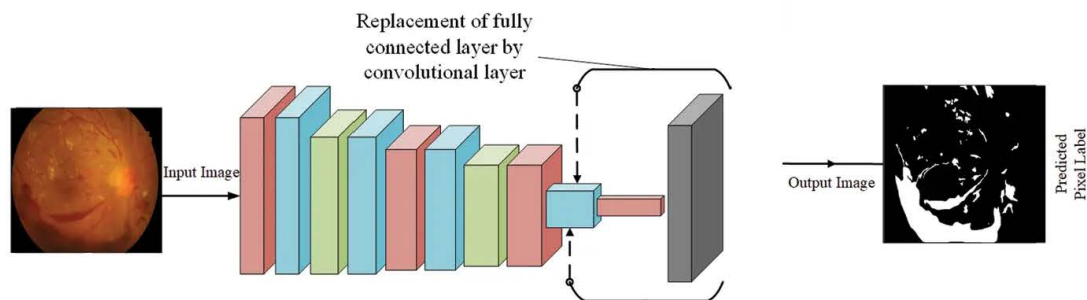 Replacement of fully
connected layer by
convolutional layer
Input Image
Output Image
Predicted
Pixel Label